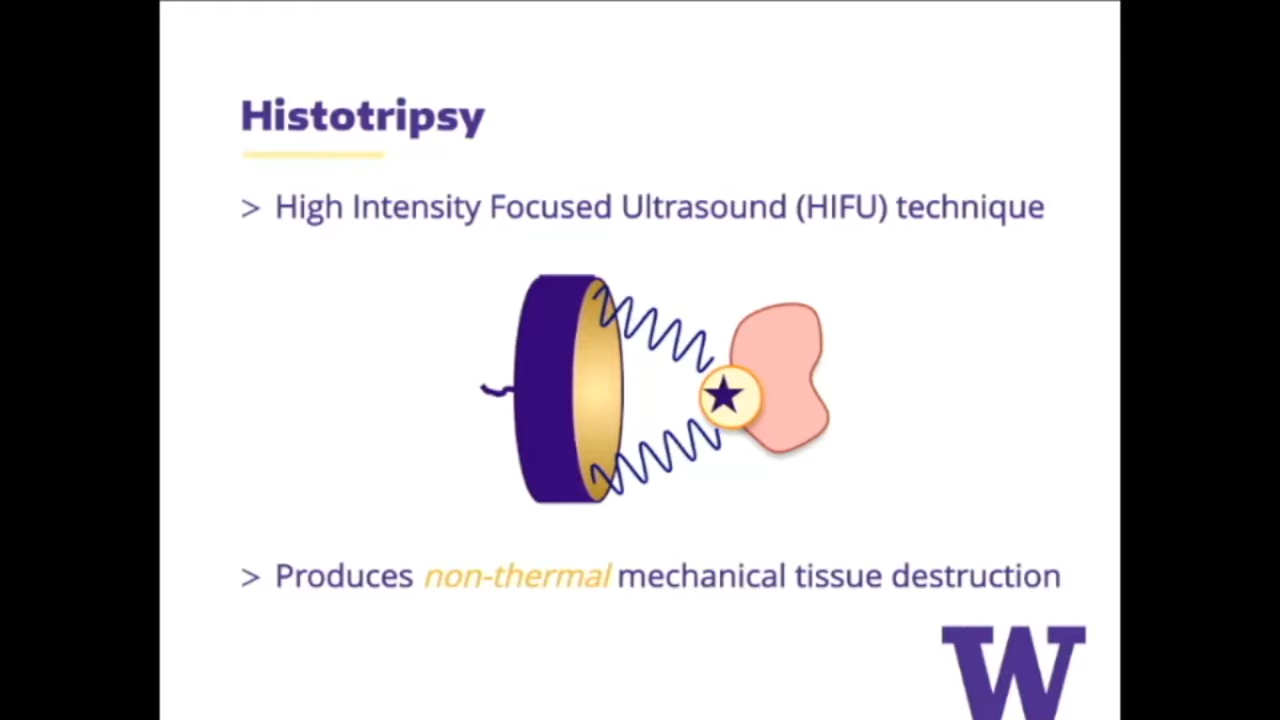 Histotripsy
> High Intensity Focused Ultrasound (HIFU) technique
> Produces non-thermal mechanical tissue destruction
W